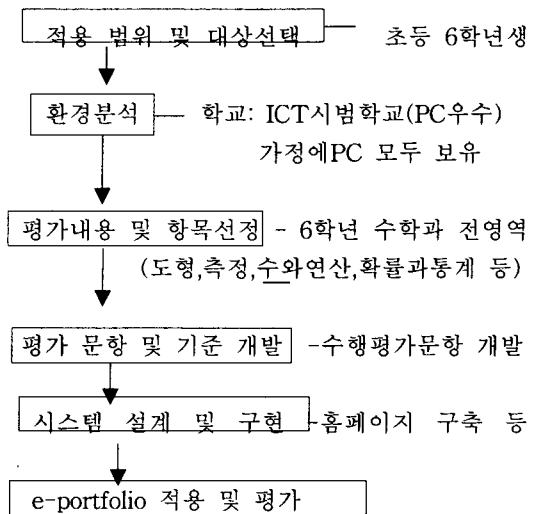 적용 범위 및 대상선택 초등 6학년생
환경분석 학교: ICT시범학교(PC우수)
가정에PC 모두 보유
평가내용 및 항목선정 - 6학년 수학과 전영역
(도형,측정,수와연산,확률과통계 등)
평가 문항 및 기준 개발 -수행평가문항 개발
시스템 설계 및 구현 -홈페이지 구축 등
e-portfolio 적용 및 평가